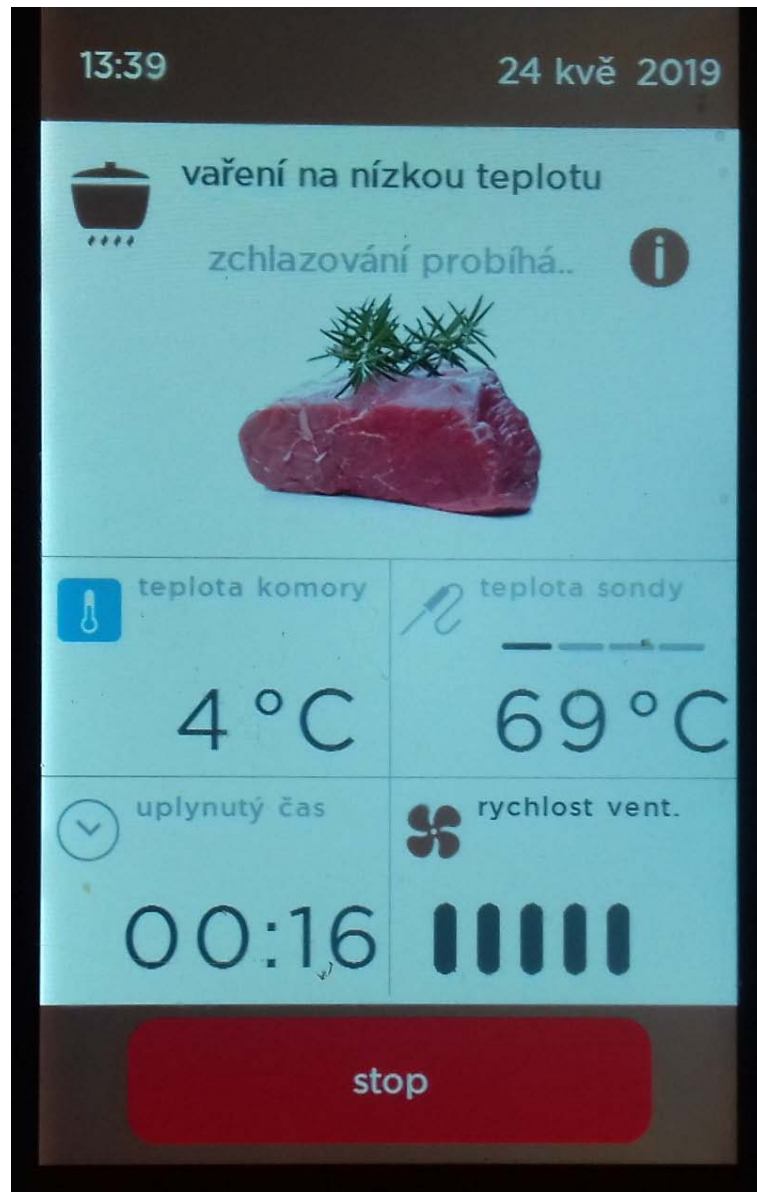 13:39
24 kvě 2019
vaření na nízkou teplotu
zchlazování probíhá..
i
teplota komory
teplota sondy
4°C
69°C
uplynutý čas
rychlost vent.
00:16
stop